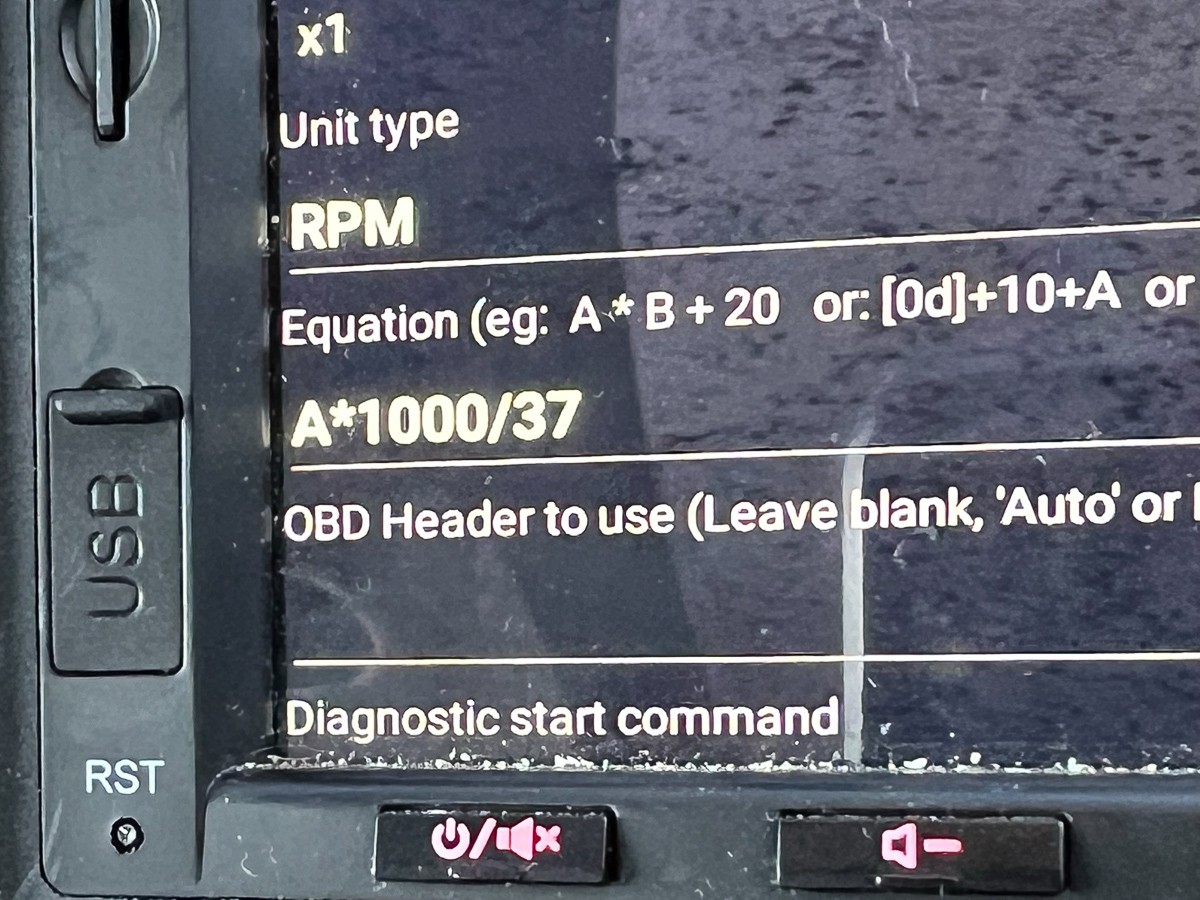 x1
Unit type
RPM
Equation (eg: A * B + 20 or: [0d]+10+A or
A*1000/37
OBD Header to use (Leave blank, 'Auto' or
Diagnostic start command
USB
RST